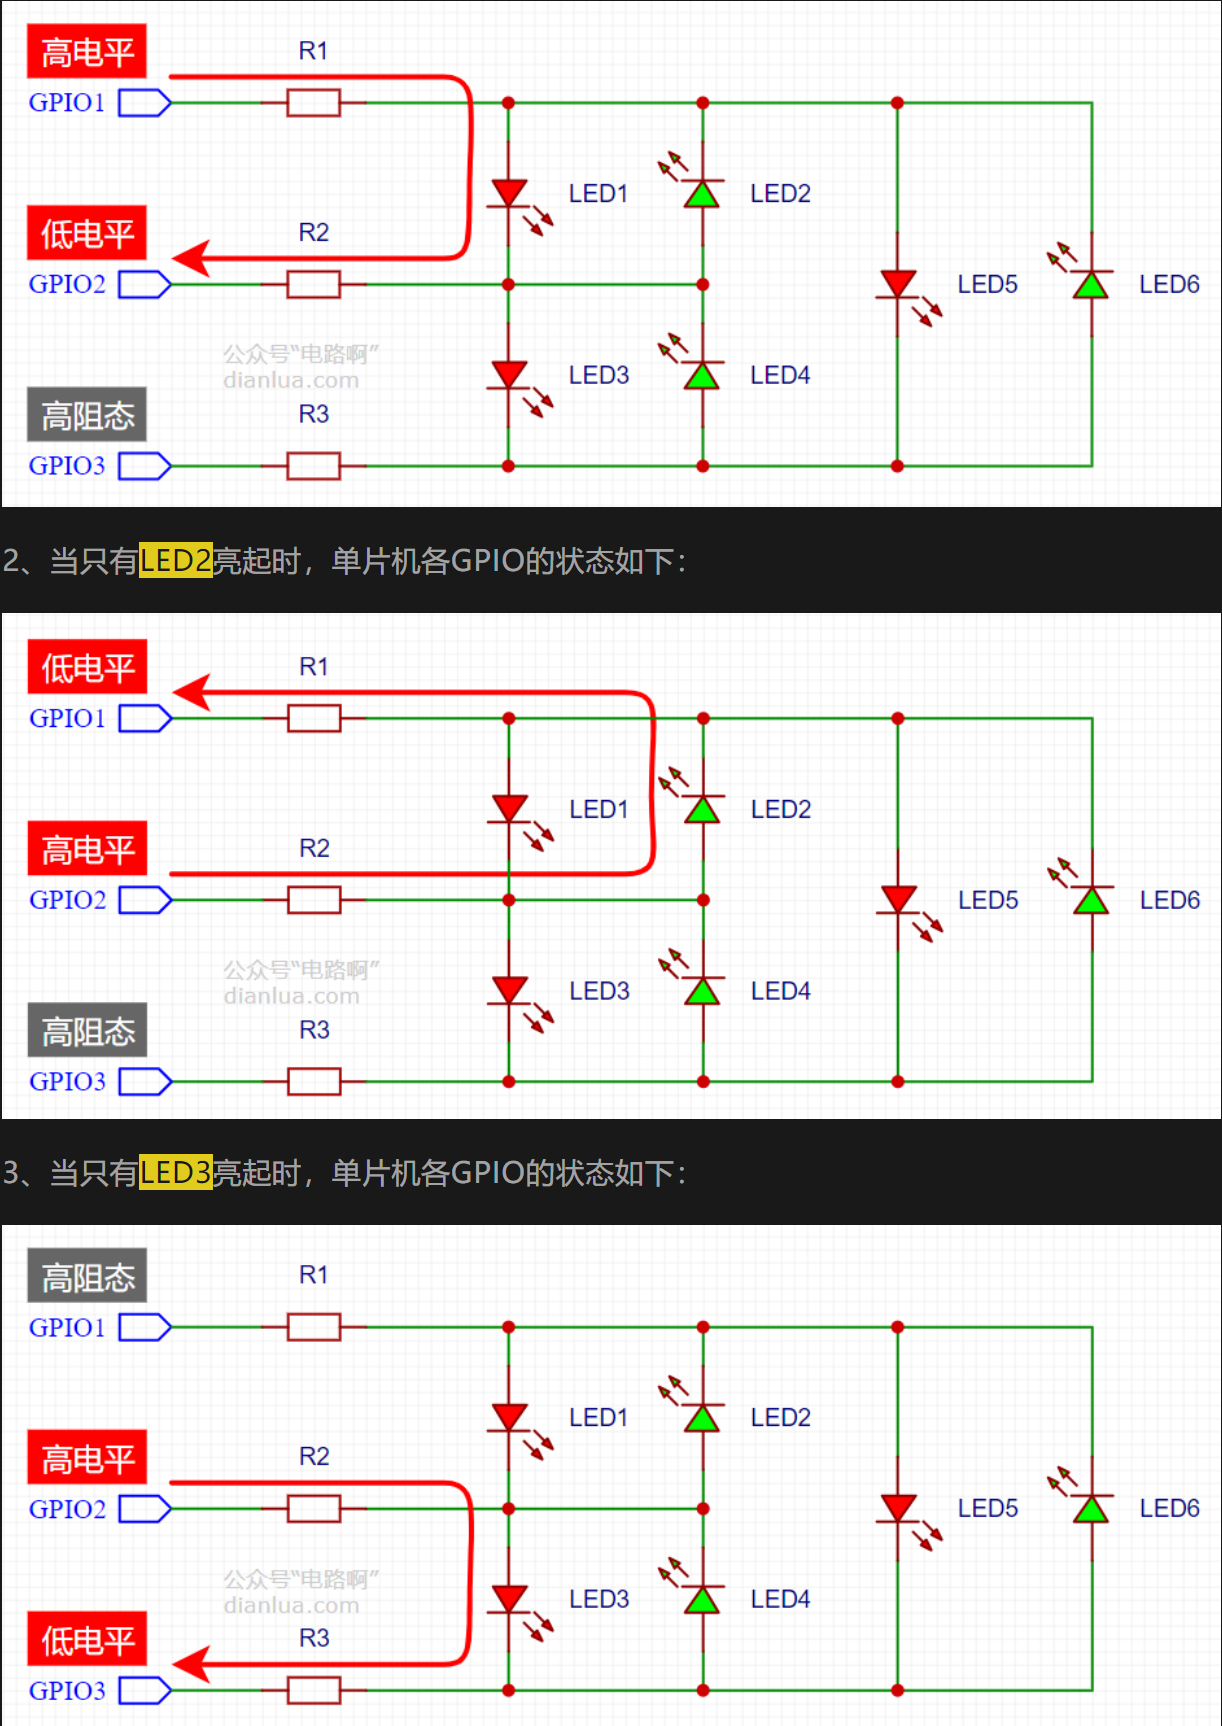 高电平
R1
GPIO1
LED1
LED2
低电平
R2
GPIO2
LED5
LED6
公众号"电路啊"
dianlua.com
LED3
LED4
高阻态
R3
GPIO3
2、当只有LED2亮起时，单片机各GPIO的状态如下：
低电平
R1
GPIO1
LED1
LED2
高电平
R2
GPIO2
LED5
LED6
公众号"电路啊"
dianlua.com
LED3
LED4
高阻态
R3
GPIO3
3、当只有LED3亮起时，单片机各GPIO的状态如下：
高阻态
R1
GPIO1
LED1
LED2
高电平
R2
GPIO2
LED5
LED6
公众号"电路啊"
dianlua.com
LED3
LED4
低电平
R3
GPIO3